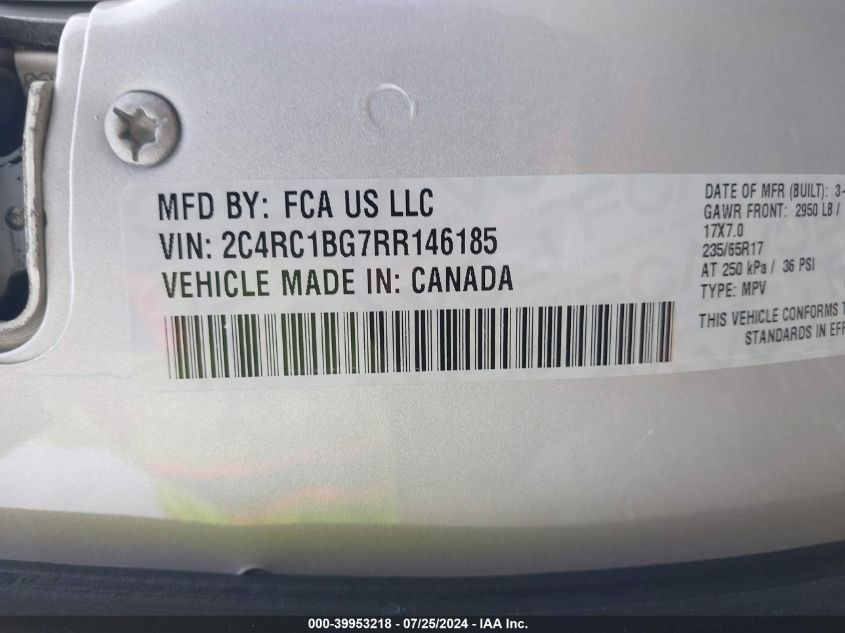 MFD BY: FCA US LLC
VIN: 2C4RC1BG7RR146185
VEHICLE MADE IN: CANADA
DATE OF MFR (BUILT): 3-
GAWR FRONT: 2950 LB /
17X7.0
235/65R17
AT 250 kPa / 36 PSI
TYPE: MPV
THIS VEHICLE CONFORMS T
STANDARDS IN EFF
000-39953218 - 07/25/2024 - IAA Inc.